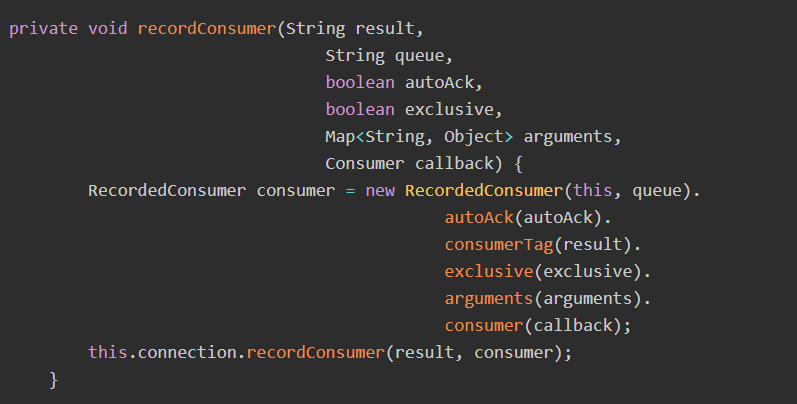 private void recordConsumer(String result,
                                String queue,
                                boolean autoAck,
                                boolean exclusive,
                                Map<String, Object> arguments,
                                Consumer callback) {
        RecordedConsumer consumer = new RecordedConsumer(this, queue).
                                            autoAck(autoAck).
                                            consumerTag(result).
                                            exclusive(exclusive).
                                            arguments(arguments).
                                            consumer(callback);
        this.connection.recordConsumer(result, consumer);
    }